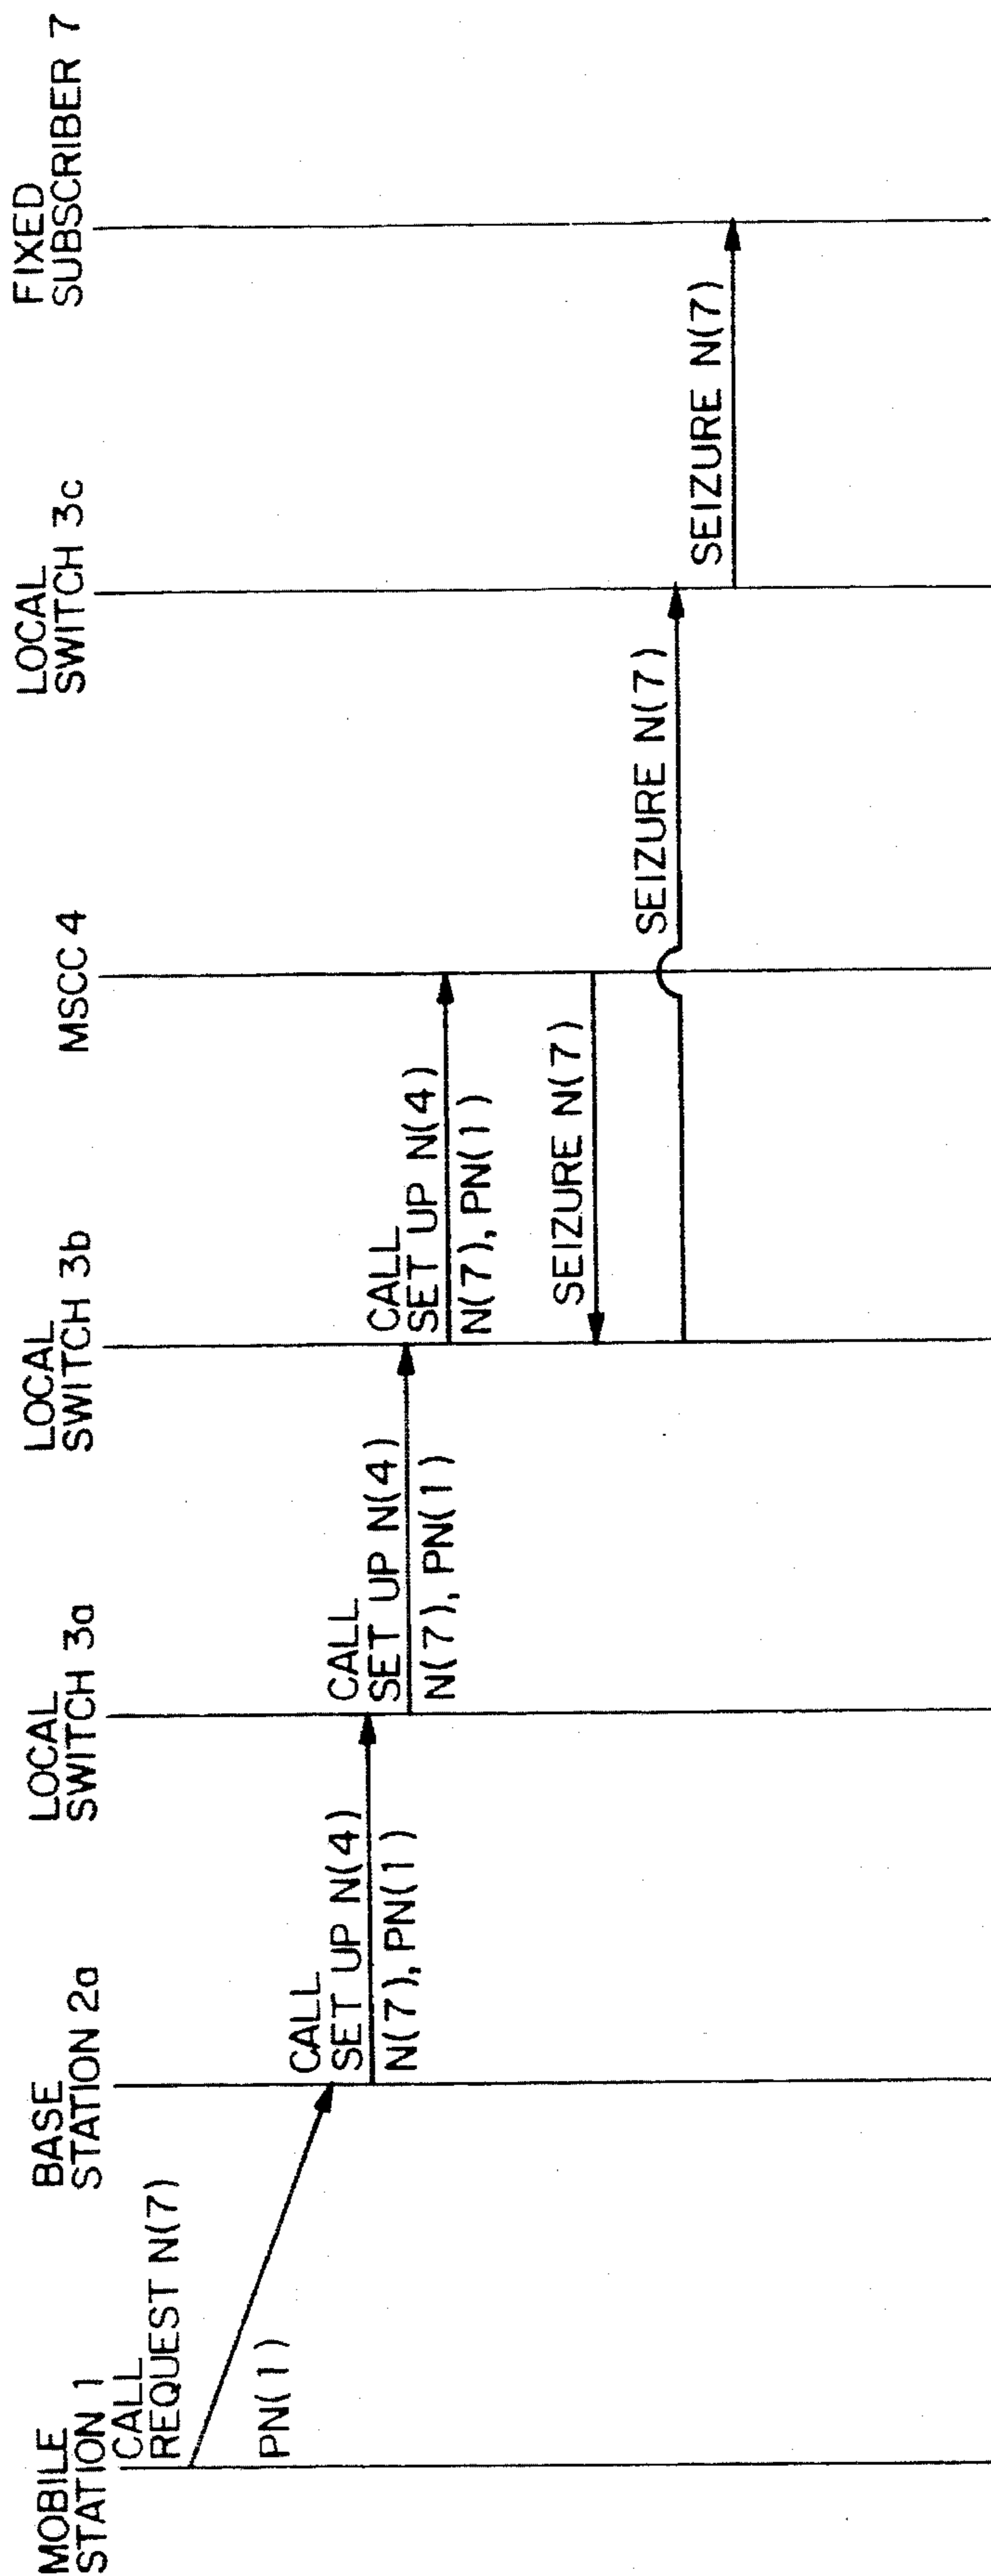 MOBILE
STATION 1
BASE
STATION 2a
LOCAL
SWITCH 3a
LOCAL
SWITCH 3b
MSCC 4
LOCAL
SWITCH 3c
FIXED
SUBSCRIBER 7
CALL
REQUEST N(7)
PN(1)
CALL
SET UP N(4)
N(7), PN(1)
CALL
SET UP N(4)
N(7), PN(1)
CALL
SET UP N(4)
N(7), PN(1)
SEIZURE N(7)
SEIZURE N(7)
SEIZURE N(7)